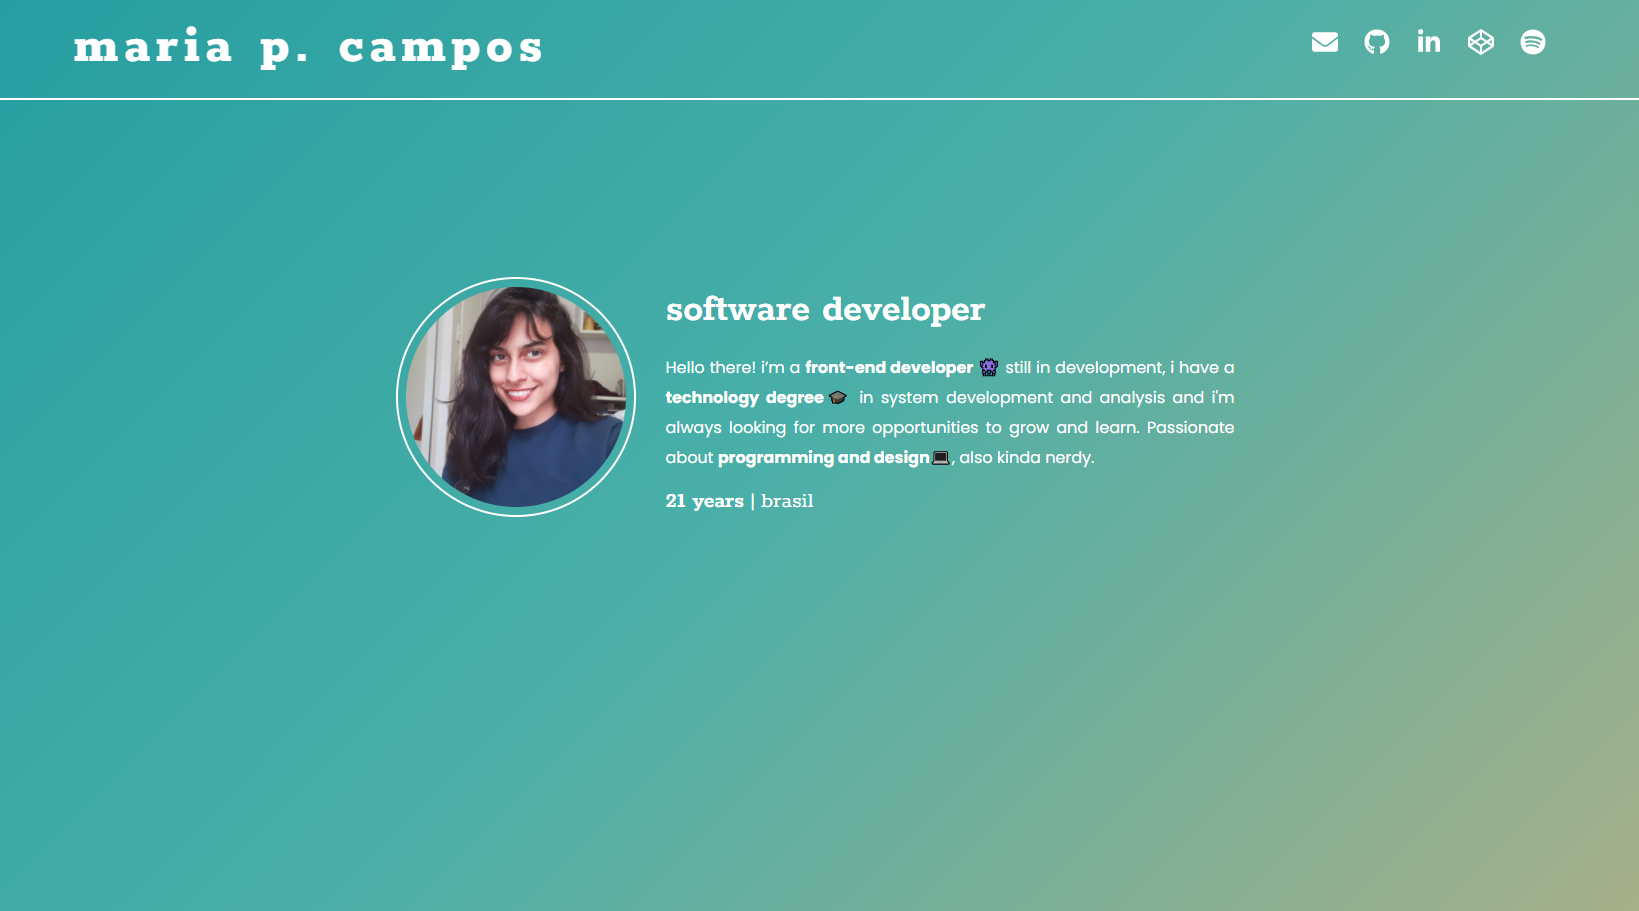 maria p. campos
software developer
Hello there! i'm a front-end developer 👾 still in development, i have a
technology degree 🎓 in system development and analysis and i'm
always looking for more opportunities to grow and learn. Passionate
about programming and design💻, also kinda nerdy.
21 years | brasil